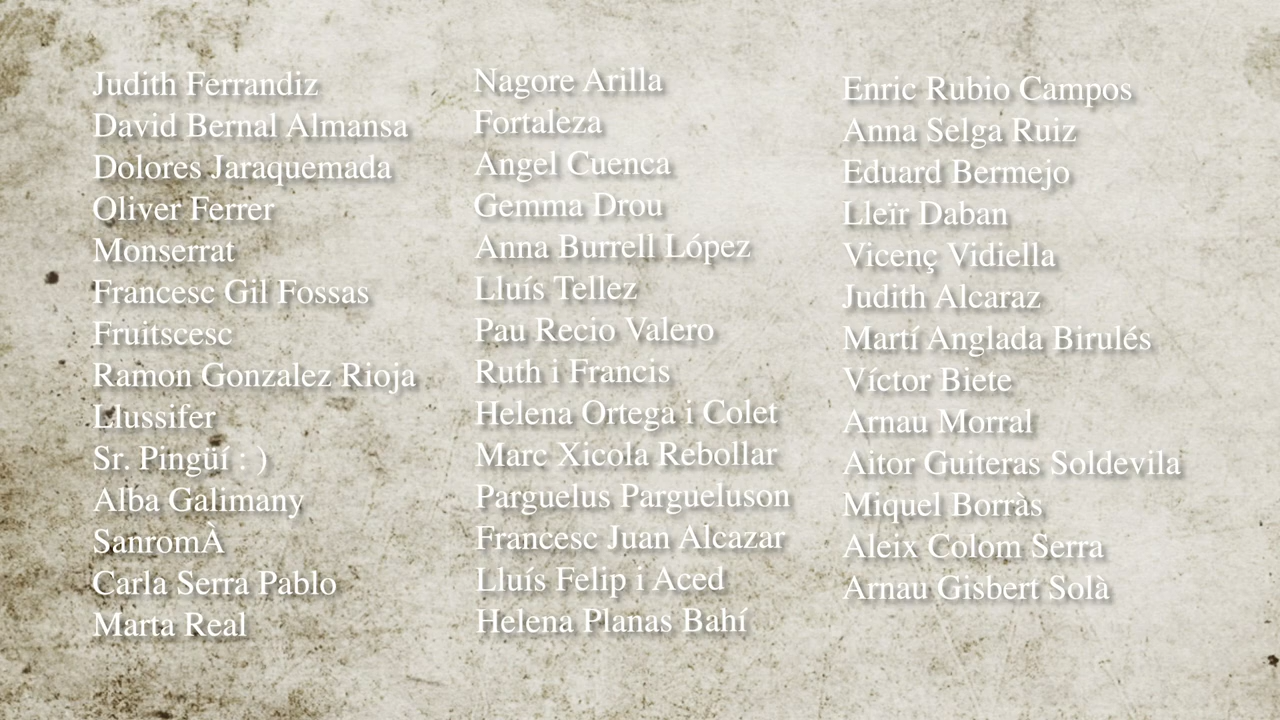 Judith Ferrandiz
David Bernal Almansa
Dolores Jaraquemada
Oliver Ferrer
Monserrat
Francesc Gil Fossas
Fruitscesc
Ramon Gonzalez Rioja
Llussifer
Sr. Pingüí : )
Alba Galimany
SanromÀ
Carla Serra Pablo
Marta Real
Nagore Arilla
Fortaleza
Angel Cuenca
Gemma Drou
Anna Burrell López
Lluís Tellez
Pau Recio Valero
Ruth i Francis
Helena Ortega i Colet
Marc Xicola Rebollar
Parguelus Pargueluson
Francesc Juan Alcazar
Lluís Felip i Aced
Helena Planas Bahí
Enric Rubio Campos
Anna Selga Ruiz
Eduard Bermejo
Lleïr Daban
Vicenç Vidiella
Judith Alcaraz
Martí Anglada Birulés
Víctor Biete
Arnau Morral
Aitor Guiteras Soldevila
Miquel Borràs
Aleix Colom Serra
Arnau Gisbert Solà